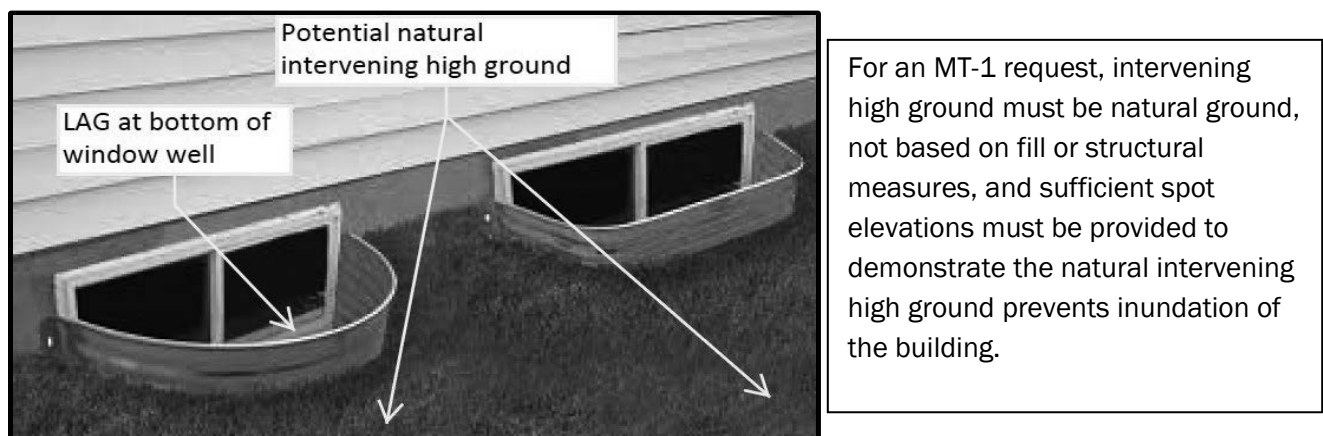 Potential natural
intervening high ground
LAG at bottom of
window well
For an MT-1 request, intervening
high ground must be natural ground,
not based on fill or structural
measures, and sufficient spot
elevations must be provided to
demonstrate the natural intervening
high ground prevents inundation of
the building.